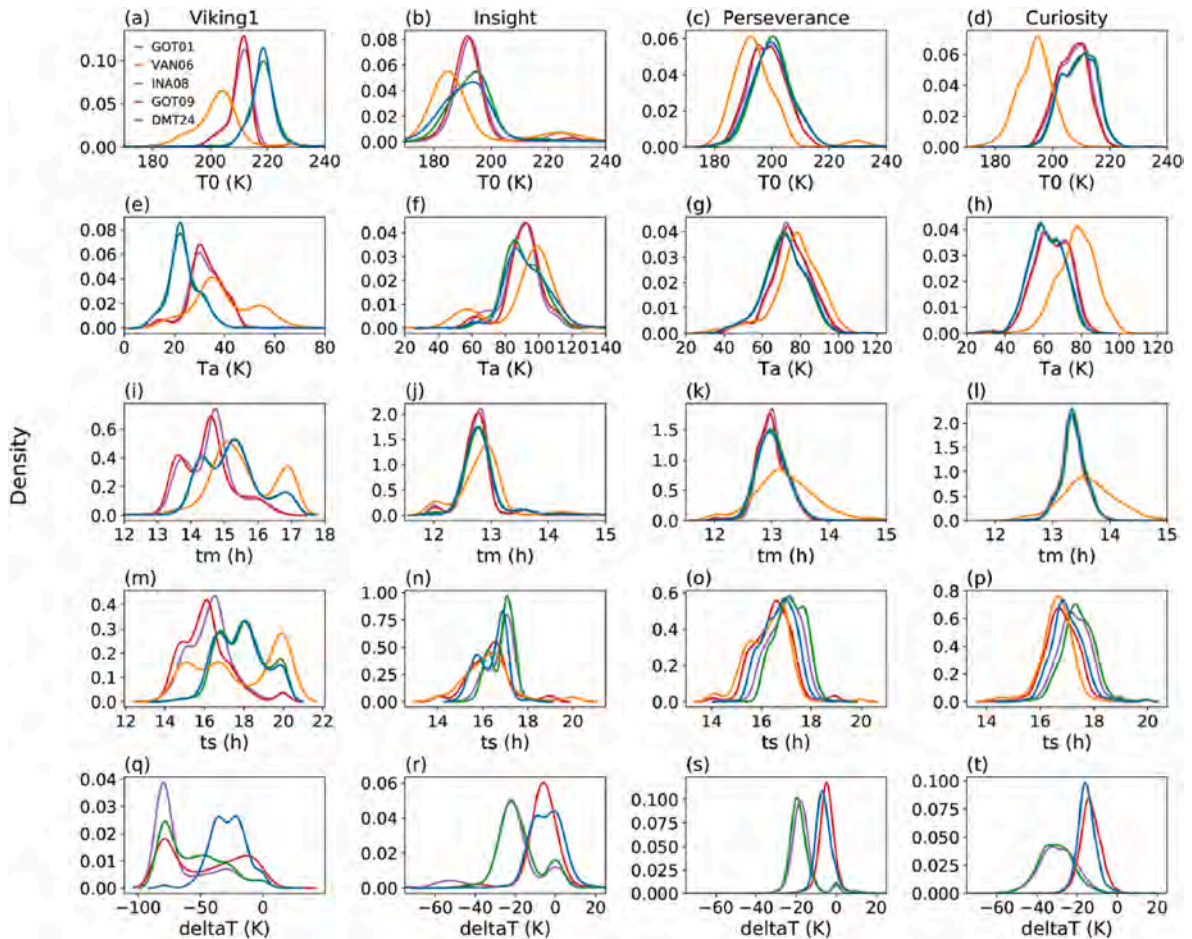 (a) Viking1 (b) Insight (c) Perseverance (d) Curiosity
GOT01
VAN06
INA08
GOT09
DMT24
0.10
0.05
0.00
180 200 220 240
T0 (K)
0.08
0.06
0.04
0.02
0.00
180 200 220 240
T0 (K)
0.06
0.04
0.02
0.00
180 200 220 240
T0 (K)
0.06
0.04
0.02
0.00
180 200 220 240
T0 (K)
(e) (f) (g) (h)
0.08
0.06
0.04
0.02
0.00
0 20 40 60 80
Ta (K)
0.04
0.03
0.02
0.01
0.00
20 40 60 80 100 120 140
Ta (K)
0.04
0.03
0.02
0.01
0.00
20 40 60 80 100 120
Ta (K)
0.04
0.03
0.02
0.01
0.00
20 40 60 80 100 120
Ta (K)
Density
(i) (j) (k) (l)
0.6
0.4
0.2
0.0
12 13 14 15 16 17 18
tm (h)
2.0
1.5
1.0
0.5
0.0
12 13 14 15
tm (h)
1.5
1.0
0.5
0.0
12 13 14 15
tm (h)
2.0
1.5
1.0
0.5
0.0
12 13 14 15
tm (h)
(m) (n) (o) (p)
0.4
0.3
0.2
0.1
0.0
12 14 16 18 20 22
ts (h)
1.00
0.75
0.50
0.25
0.00
14 16 18 20
ts (h)
0.6
0.4
0.2
0.0
14 16 18 20
ts (h)
0.8
0.6
0.4
0.2
0.0
14 16 18 20
ts (h)
(q) (r) (s) (t)
0.04
0.03
0.02
0.01
0.00
−100 −50 0
deltaT (K)
0.06
0.04
0.02
0.00
−60 −40 −20 0 20
deltaT (K)
0.100
0.075
0.050
0.025
0.000
−60 −40 −20 0 20
deltaT (K)
0.100
0.075
0.050
0.025
0.000
−60 −40 −20 0 20
deltaT (K)